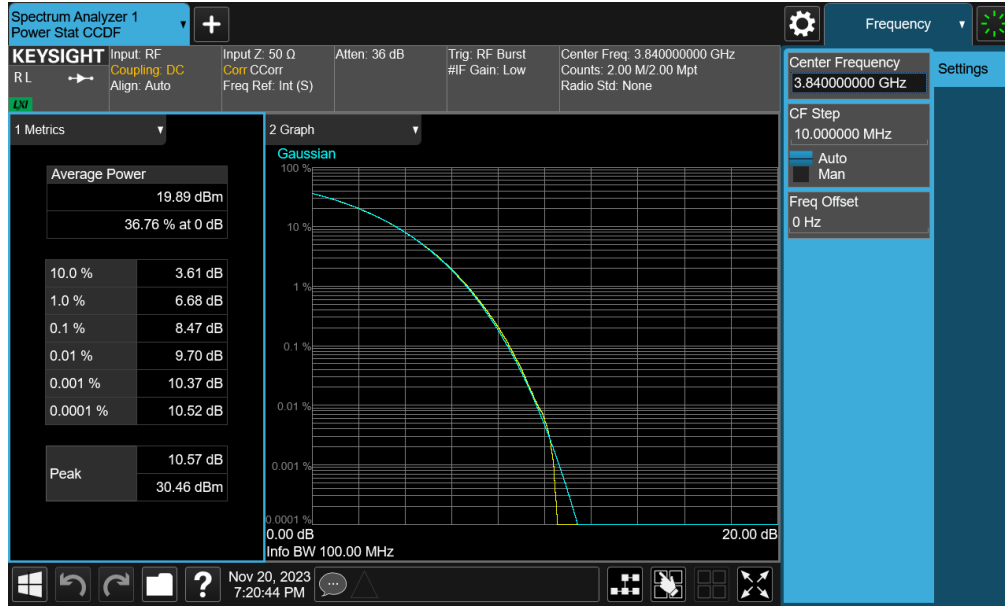 Spectrum Analyzer 1
Power Stat CCDF
Frequency
KEYSIGHT
R L
LXI
Input: RF
Coupling: DC
Align: Auto
Input Z: 50 Ω
Corr CCorr
Freq Ref: Int (S)
Atten: 36 dB
Trig: RF Burst
#IF Gain: Low
Center Freq: 3.840000000 GHz
Counts: 2.00 M/2.00 Mpt
Radio Std: None
1 Metrics
Average Power
19.89 dBm
36.76 % at 0 dB
10.0 % 3.61 dB
1.0 % 6.68 dB
0.1 % 8.47 dB
0.01 % 9.70 dB
0.001 % 10.37 dB
0.0001 % 10.52 dB
Peak
10.57 dB
30.46 dBm
2 Graph
Gaussian
100 %
10 %
1 %
0.1 %
0.01 %
0.001 %
0.0001 %
0.00 dB 20.00 dB
Info BW 100.00 MHz
Center Frequency
3.840000000 GHz
CF Step
10.000000 MHz
Auto
Man
Freq Offset
0 Hz
Settings
?
Nov 20, 2023
7:20:44 PM